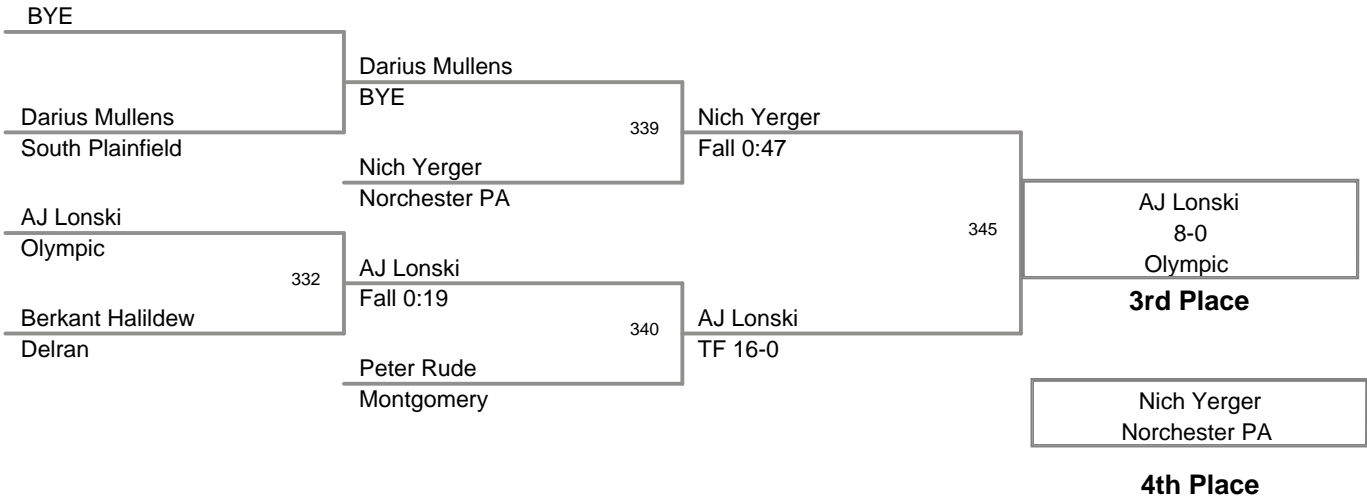 BYE
Darius Mullens
BYE
Darius Mullens
South Plainfield
339
Nich Yerger
Fall 0:47
Nich Yerger
Norchester PA
AJ Lonski
Olympic
332
AJ Lonski
Fall 0:19
Berkant Halildew
Delran
340
AJ Lonski
TF 16-0
Peter Rude
Montgomery
345
AJ Lonski
8-0
Olympic
3rd Place
Nich Yerger
Norchester PA
4th Place